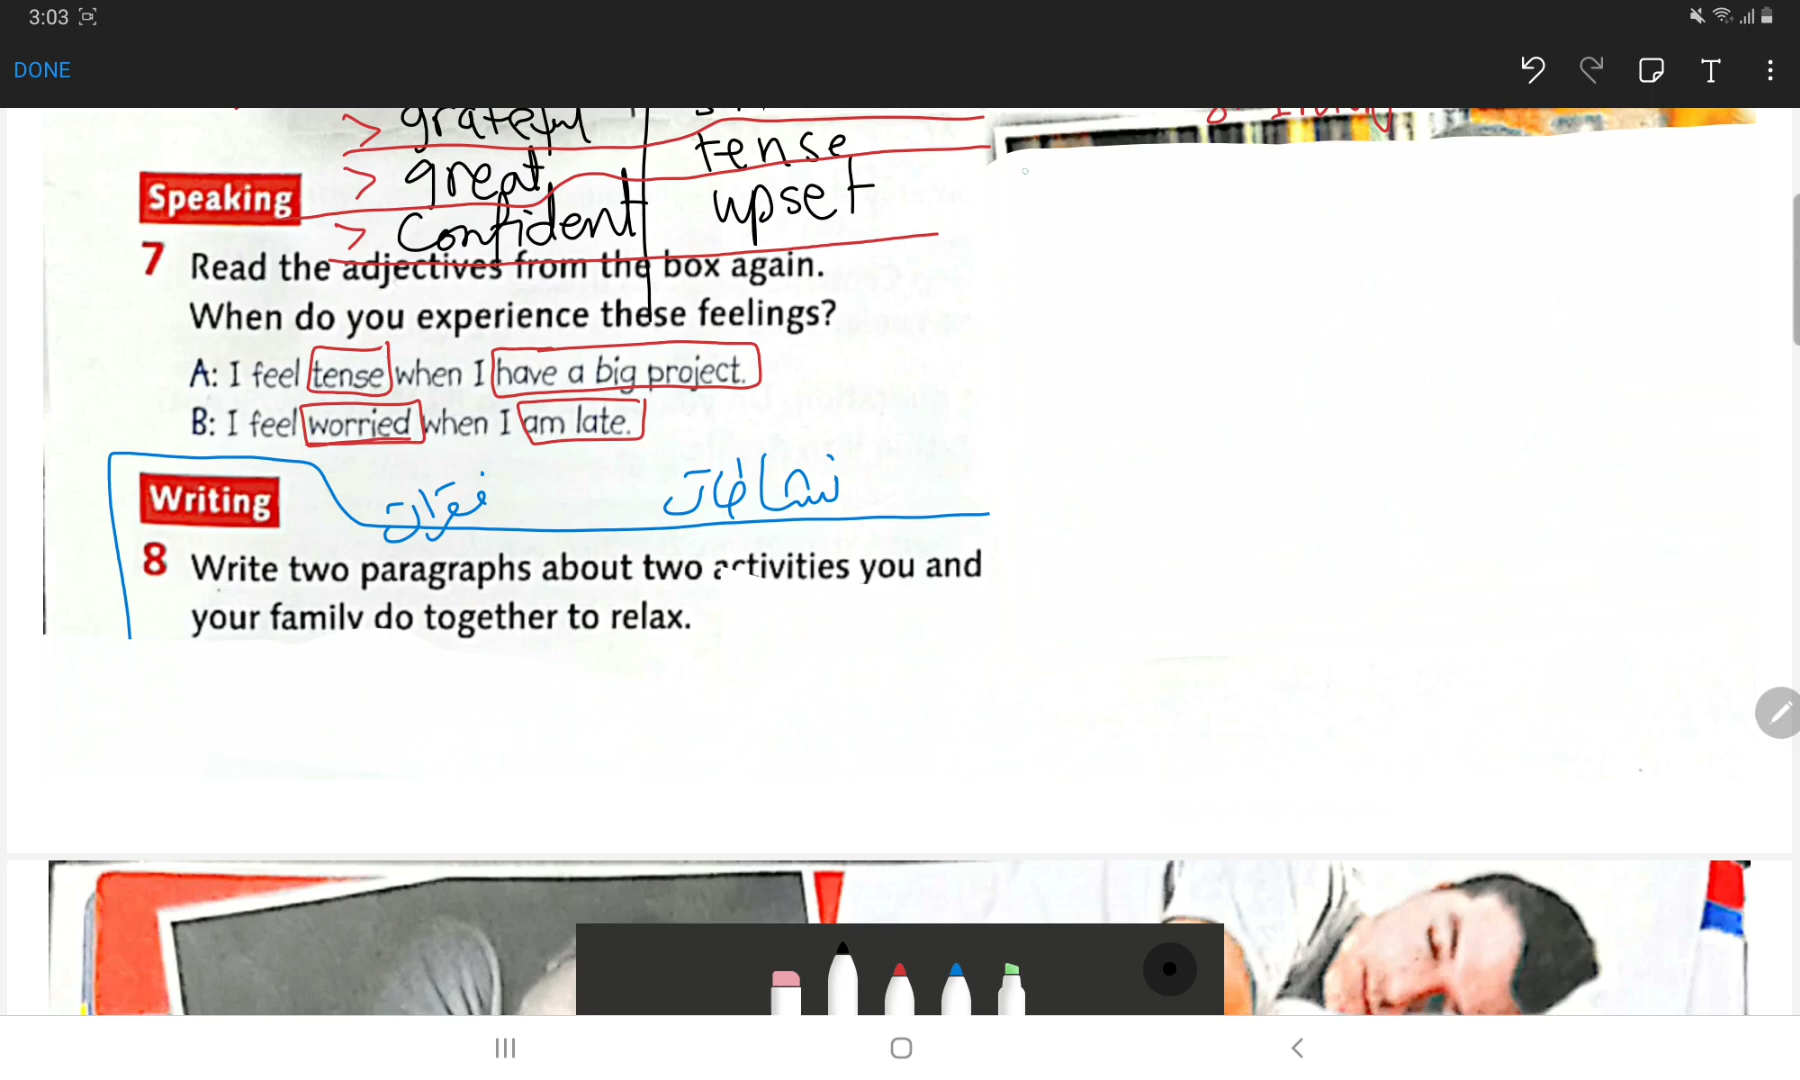 3:03
DONE
T
grateful
tense
great
upset
confident
Speaking
7 Read the adjectives from the box again.
When do you experience these feelings?
A: I feel tense when I have a big project.
B: I feel worried when I am late.
Writing
فقرات نشاطات
8 Write two paragraphs about two activities you and
your family do together to relax.